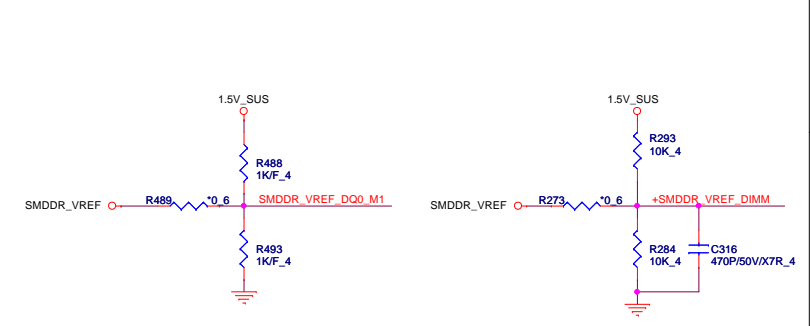 1.5V_SUS
R488
1K/F_4
SMDDR_VREF
R489
*0_6
SMDDR_VREF_DQ0_M1
R493
1K/F_4
1.5V_SUS
R293
10K_4
SMDDR_VREF
R273
*0_6
+SMDDR_VREF_DIMM
R284
10K_4
C316
470P/50V/X7R_4